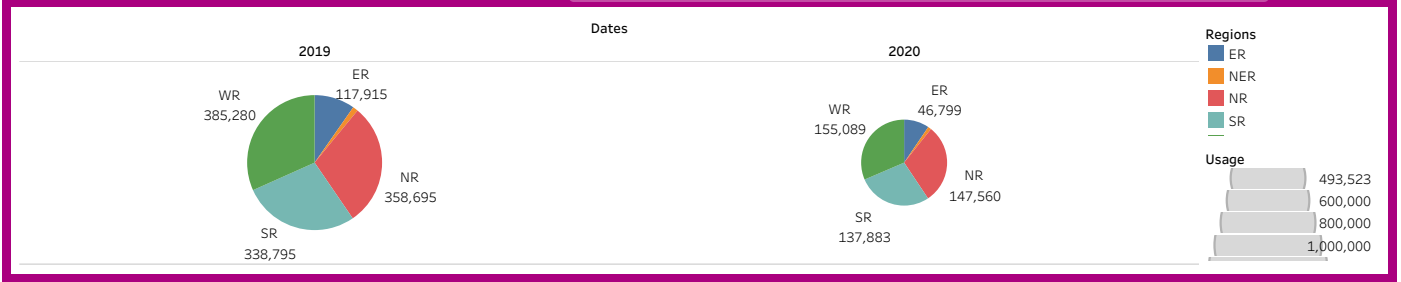 Dates
2019
2020
ER
117,915
WR
385,280
NR
358,695
SR
338,795
ER
46,799
WR
155,089
NR
147,560
SR
137,883
Regions
ER
NER
NR
SR
Usage
493,523
600,000
800,000
1,000,000